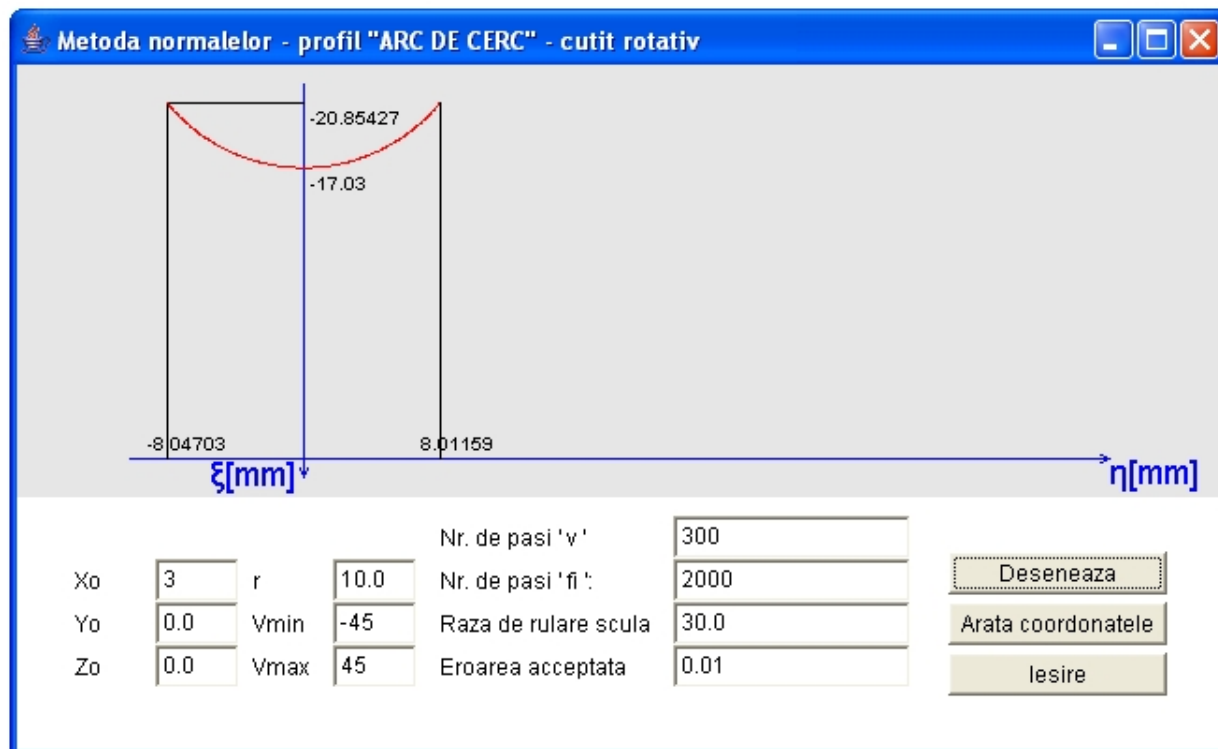 Metoda normalelor - profil "ARC DE CERC" - cutit rotativ
-20.85427
-17.03
-8.04703
8.01159
ξ[mm]
η[mm]
Nr. de pasi ' v '
300
Xo
3
r
10.0
Nr. de pasi ' fi ':
2000
Deseneaza
Yo
0.0
Vmin
-45
Raza de rulare scula
30.0
Arata coordonatele
Zo
0.0
Vmax
45
Eroarea acceptata
0.01
Iesire